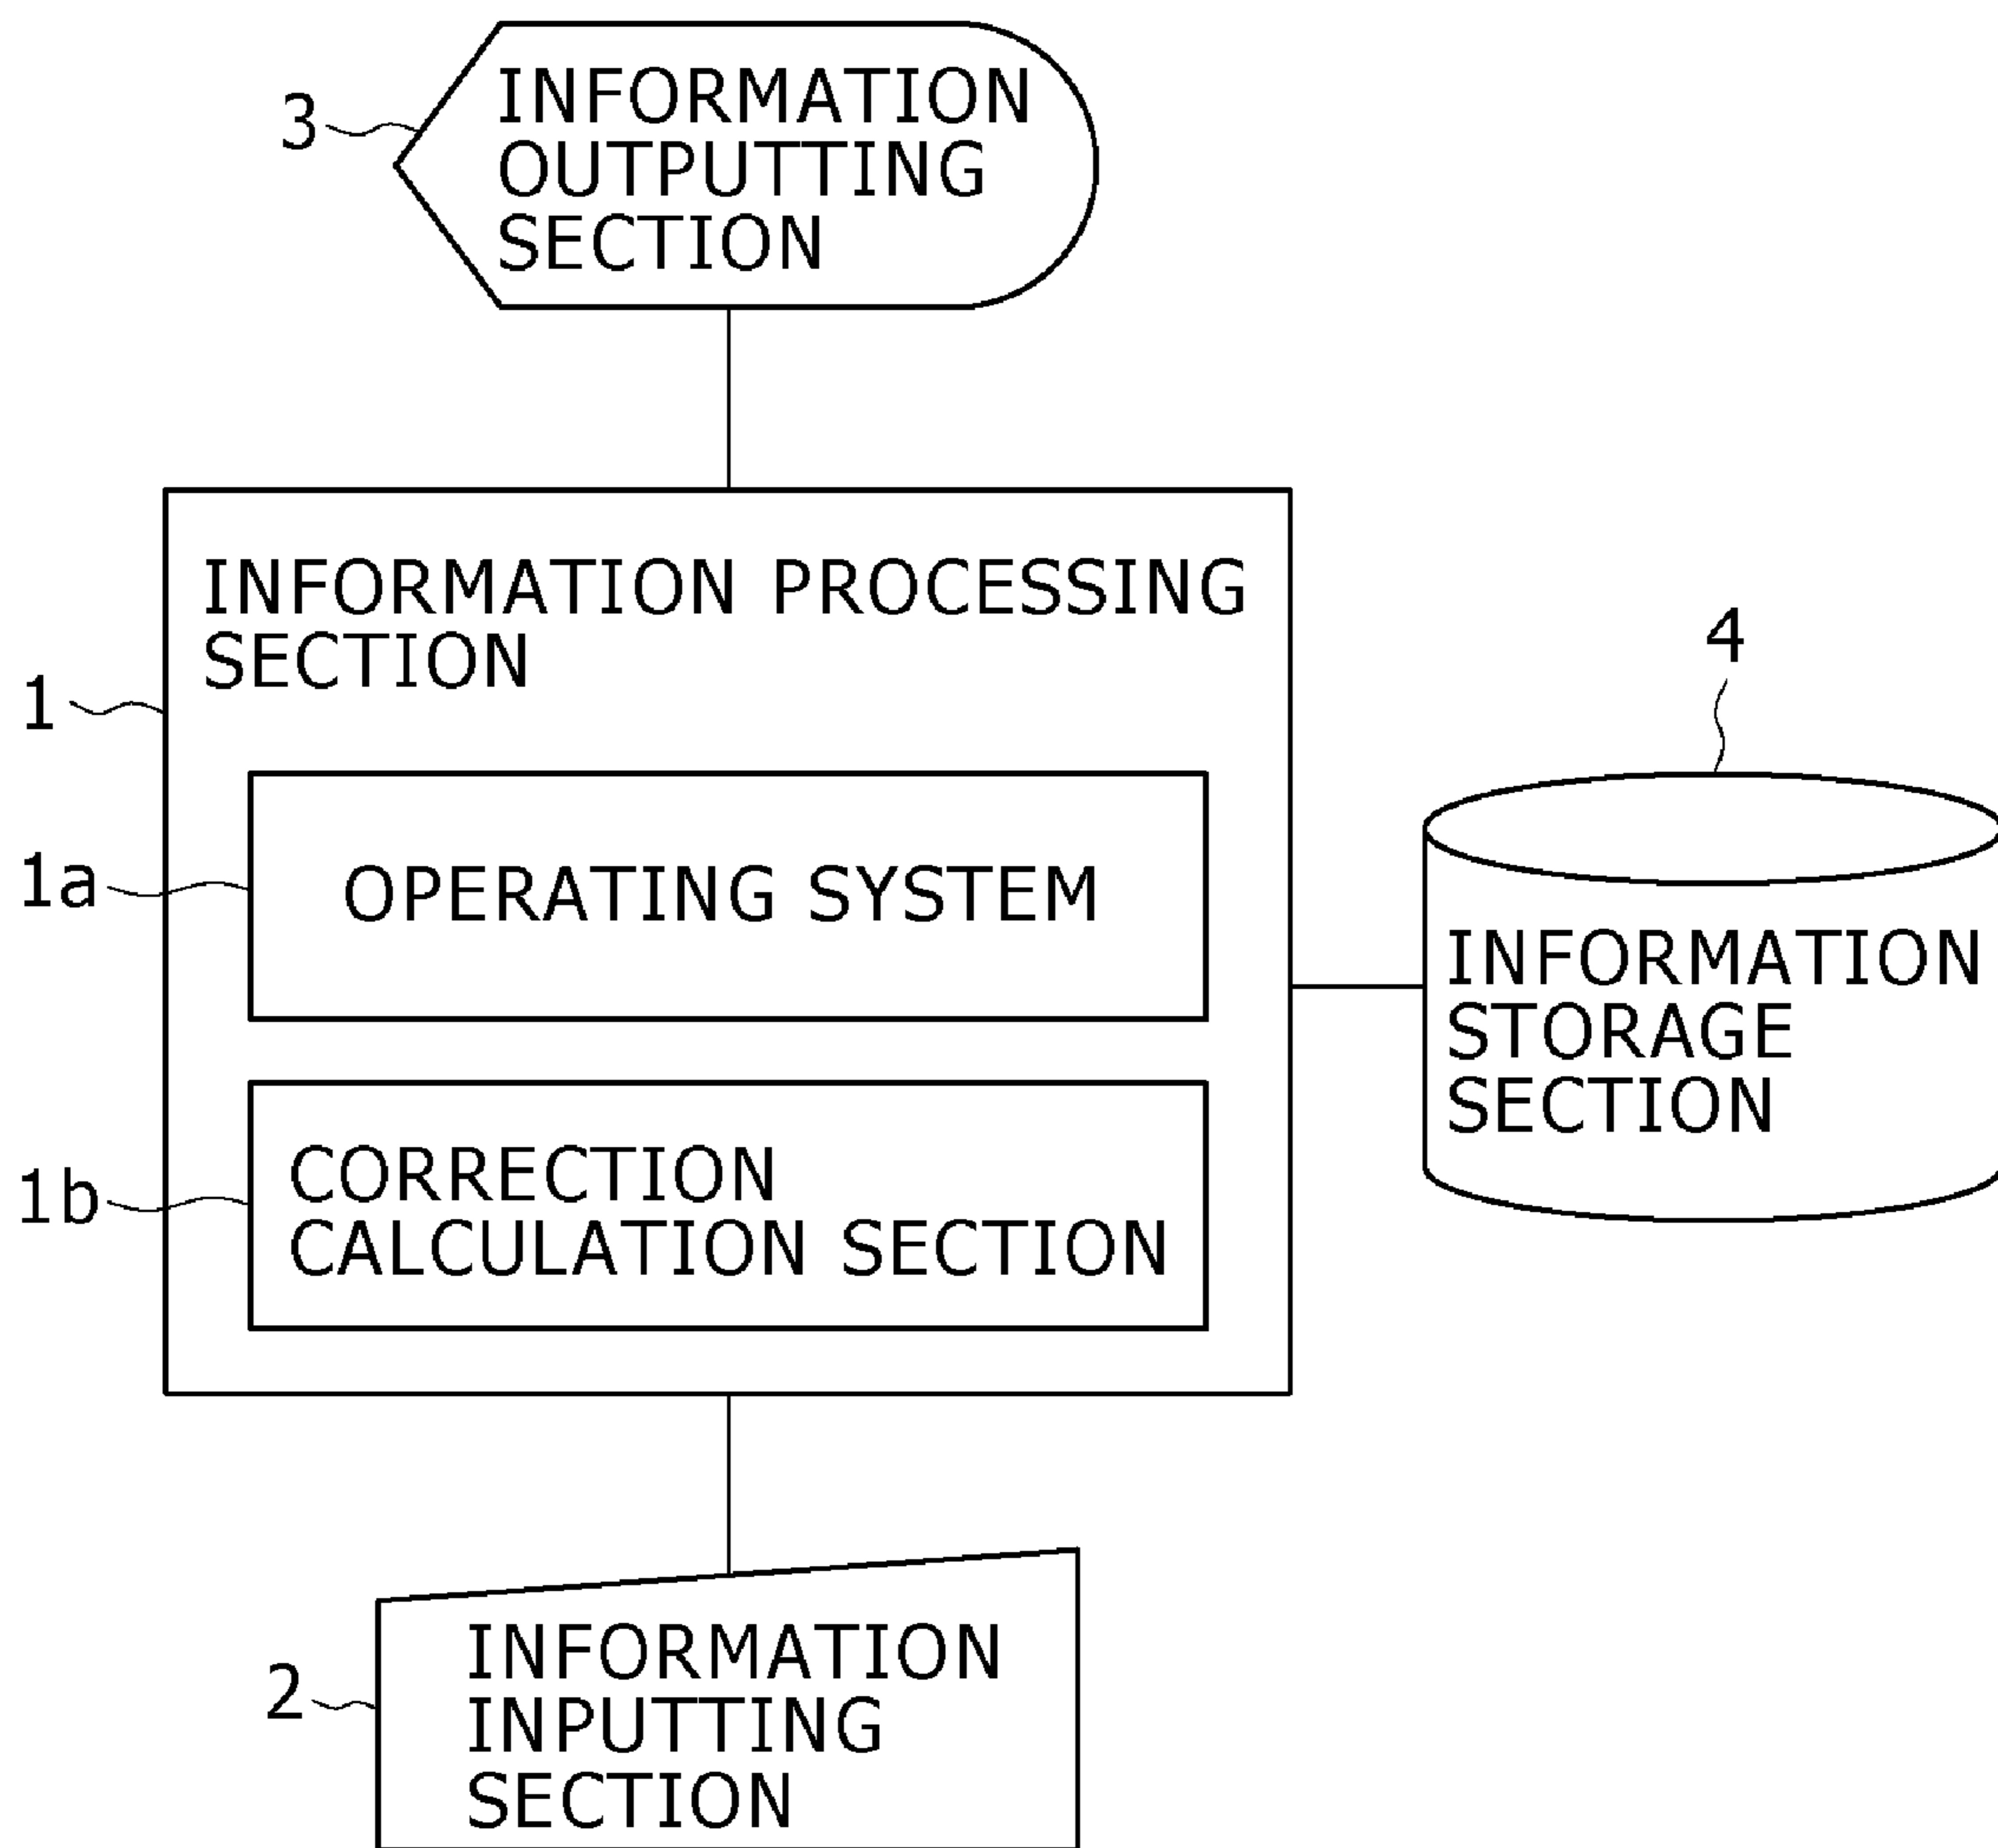 3
INFORMATION
OUTPUTTING
SECTION
INFORMATION PROCESSING
SECTION
1
4
1a
OPERATING SYSTEM
INFORMATION
STORAGE
SECTION
1b
CORRECTION
CALCULATION SECTION
2
INFORMATION
INPUTTING
SECTION